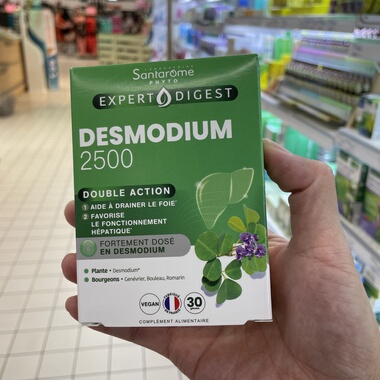 Santarome
PHYTO
EXPERT DIGEST
DESMODIUM
2500
DOUBLE ACTION
1 AIDE À DRAINER LE FOIE*
2 FAVORISE
LE FONCTIONNEMENT
HÉPATIQUE*
FORTEMENT DOSÉ
EN DESMODIUM
Plante • Desmodium*
Bourgeons • Genévrier, Bouleau, Romarin
VEGAN
30
COMPLÉMENT ALIMENTAIRE